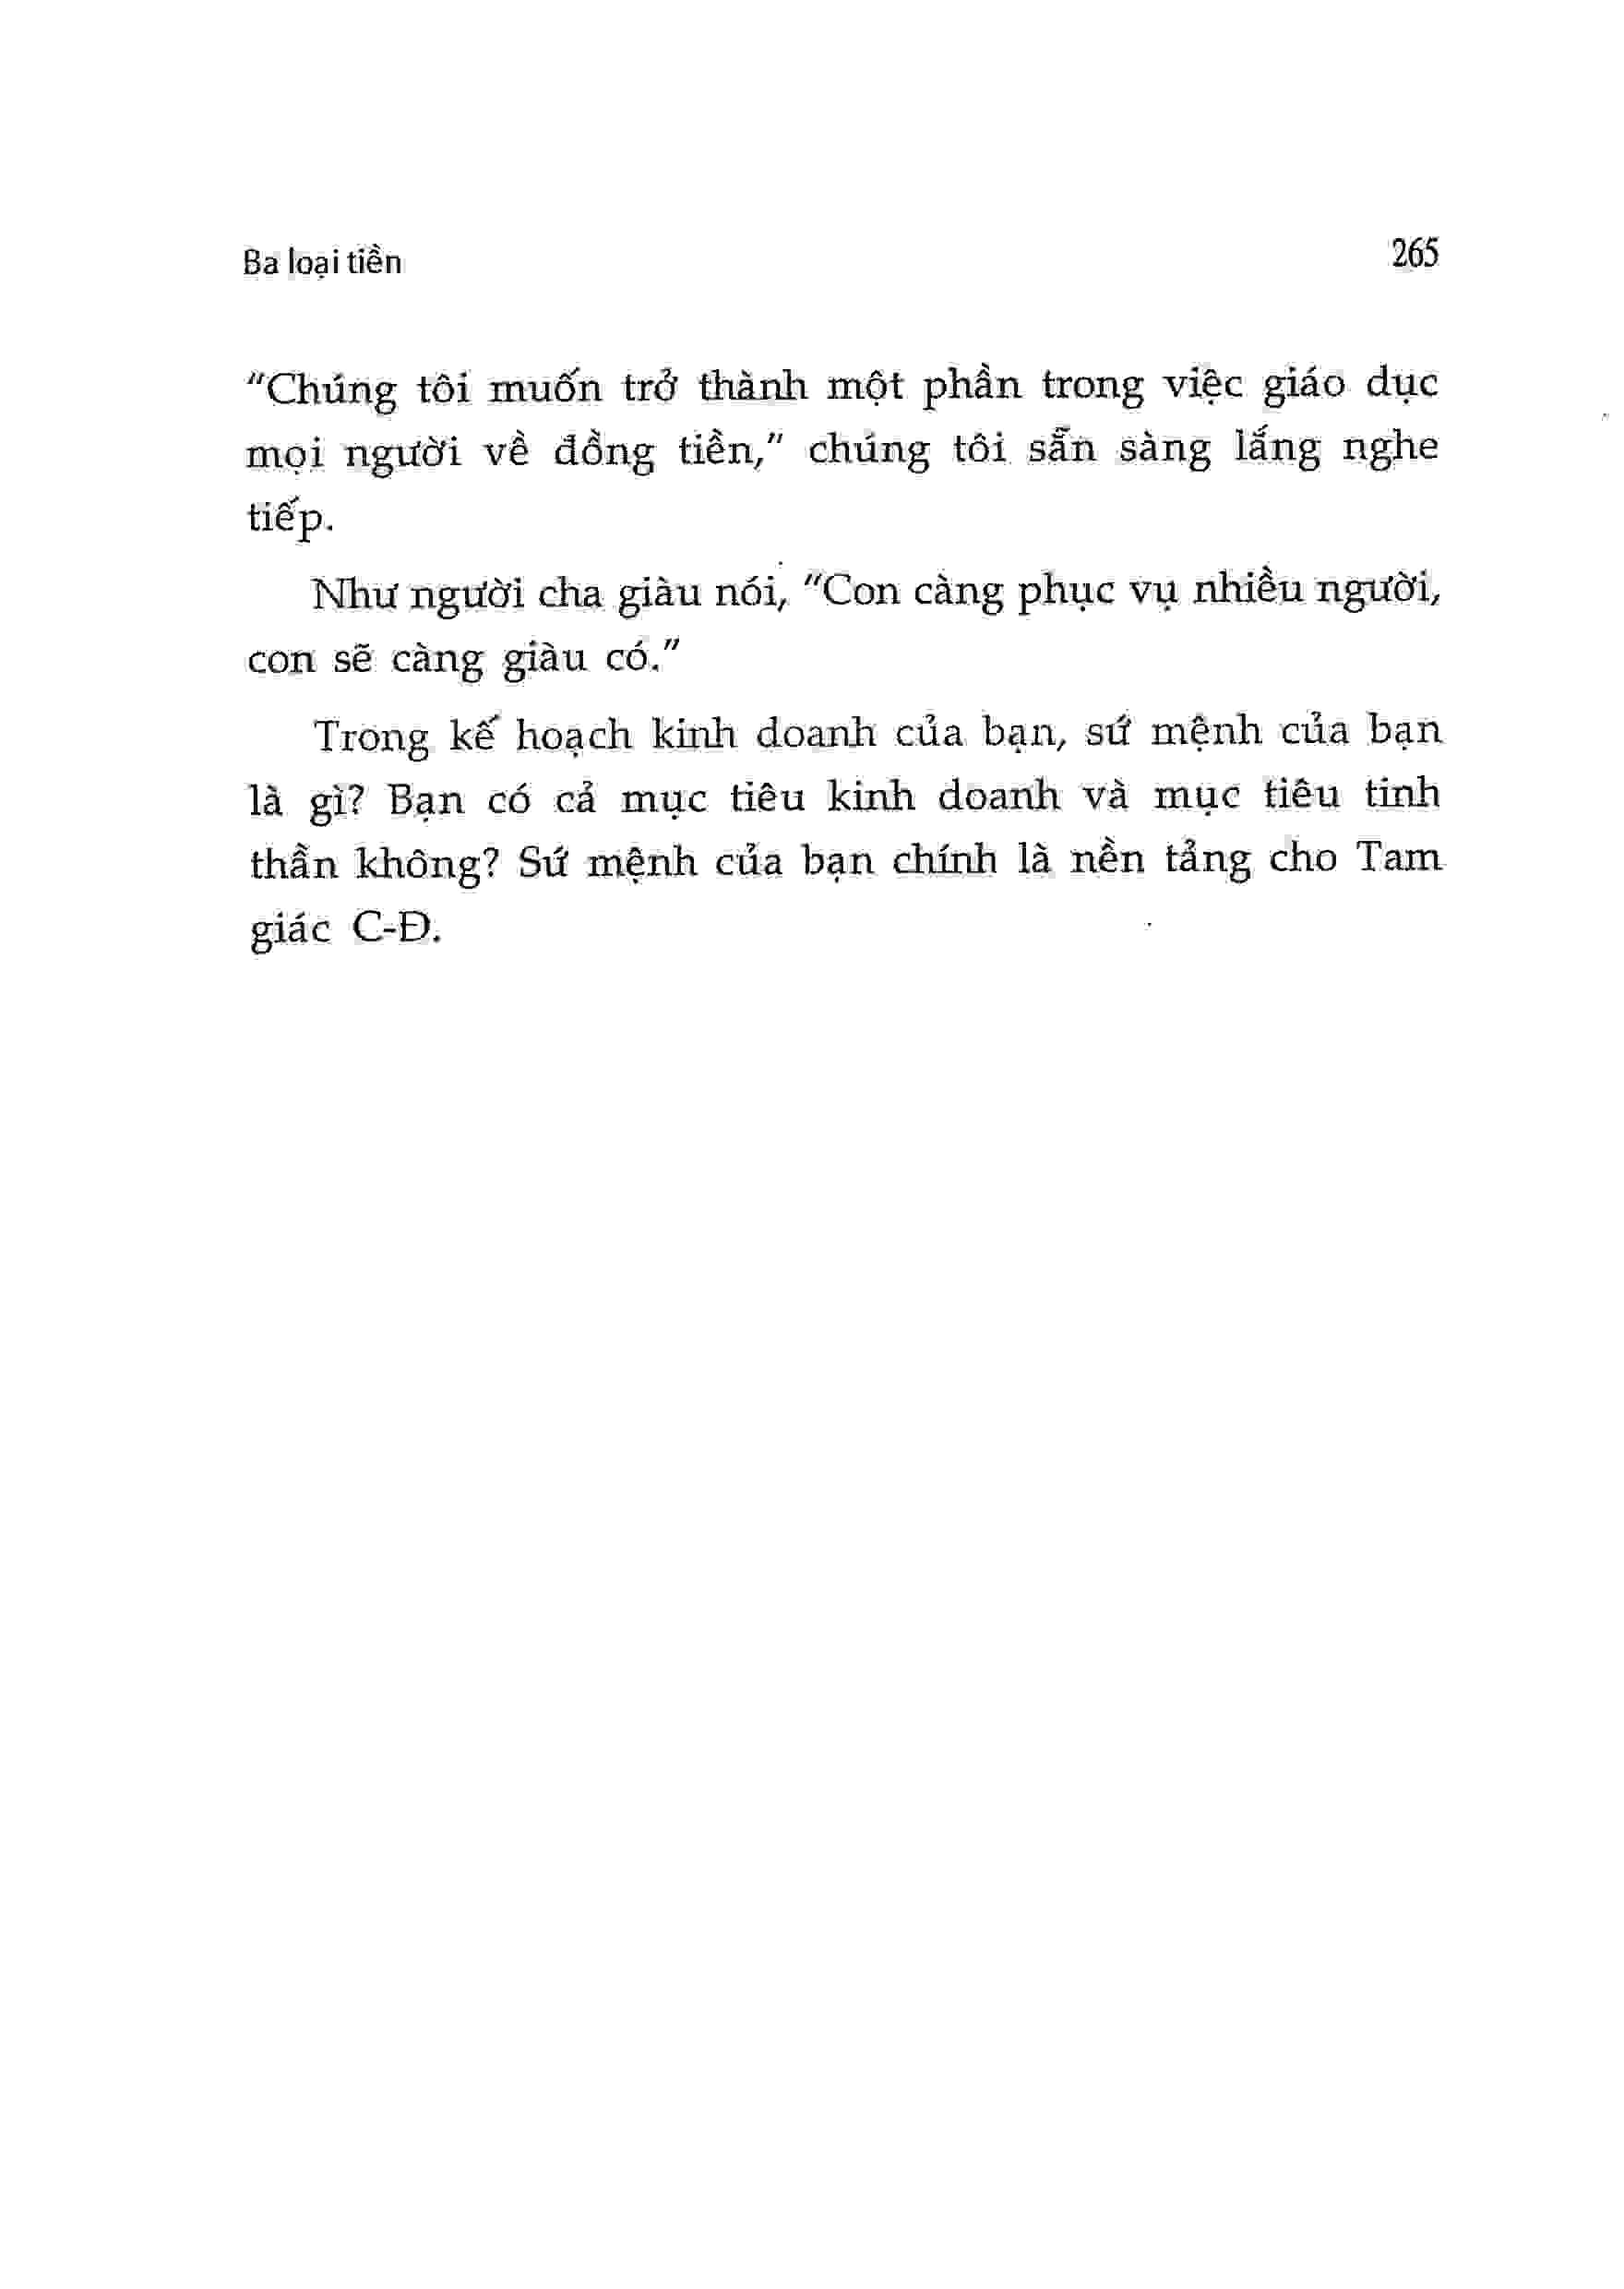 Ba loại tiền
265
"Chúng tôi muốn trở thành một phần trong việc giáo dục
mọi người về đồng tiền," chúng tôi sẵn sàng lắng nghe
tiếp.
Như người cha giàu nói, "Con càng phục vụ nhiều người,
con sẽ càng giàu có."
Trong kế hoạch kinh doanh của bạn, sứ mệnh của bạn
là gì? Bạn có cả mục tiêu kinh doanh và mục tiêu tinh
thần không? Sứ mệnh của bạn chính là nền tảng cho Tam
giác C-Đ.